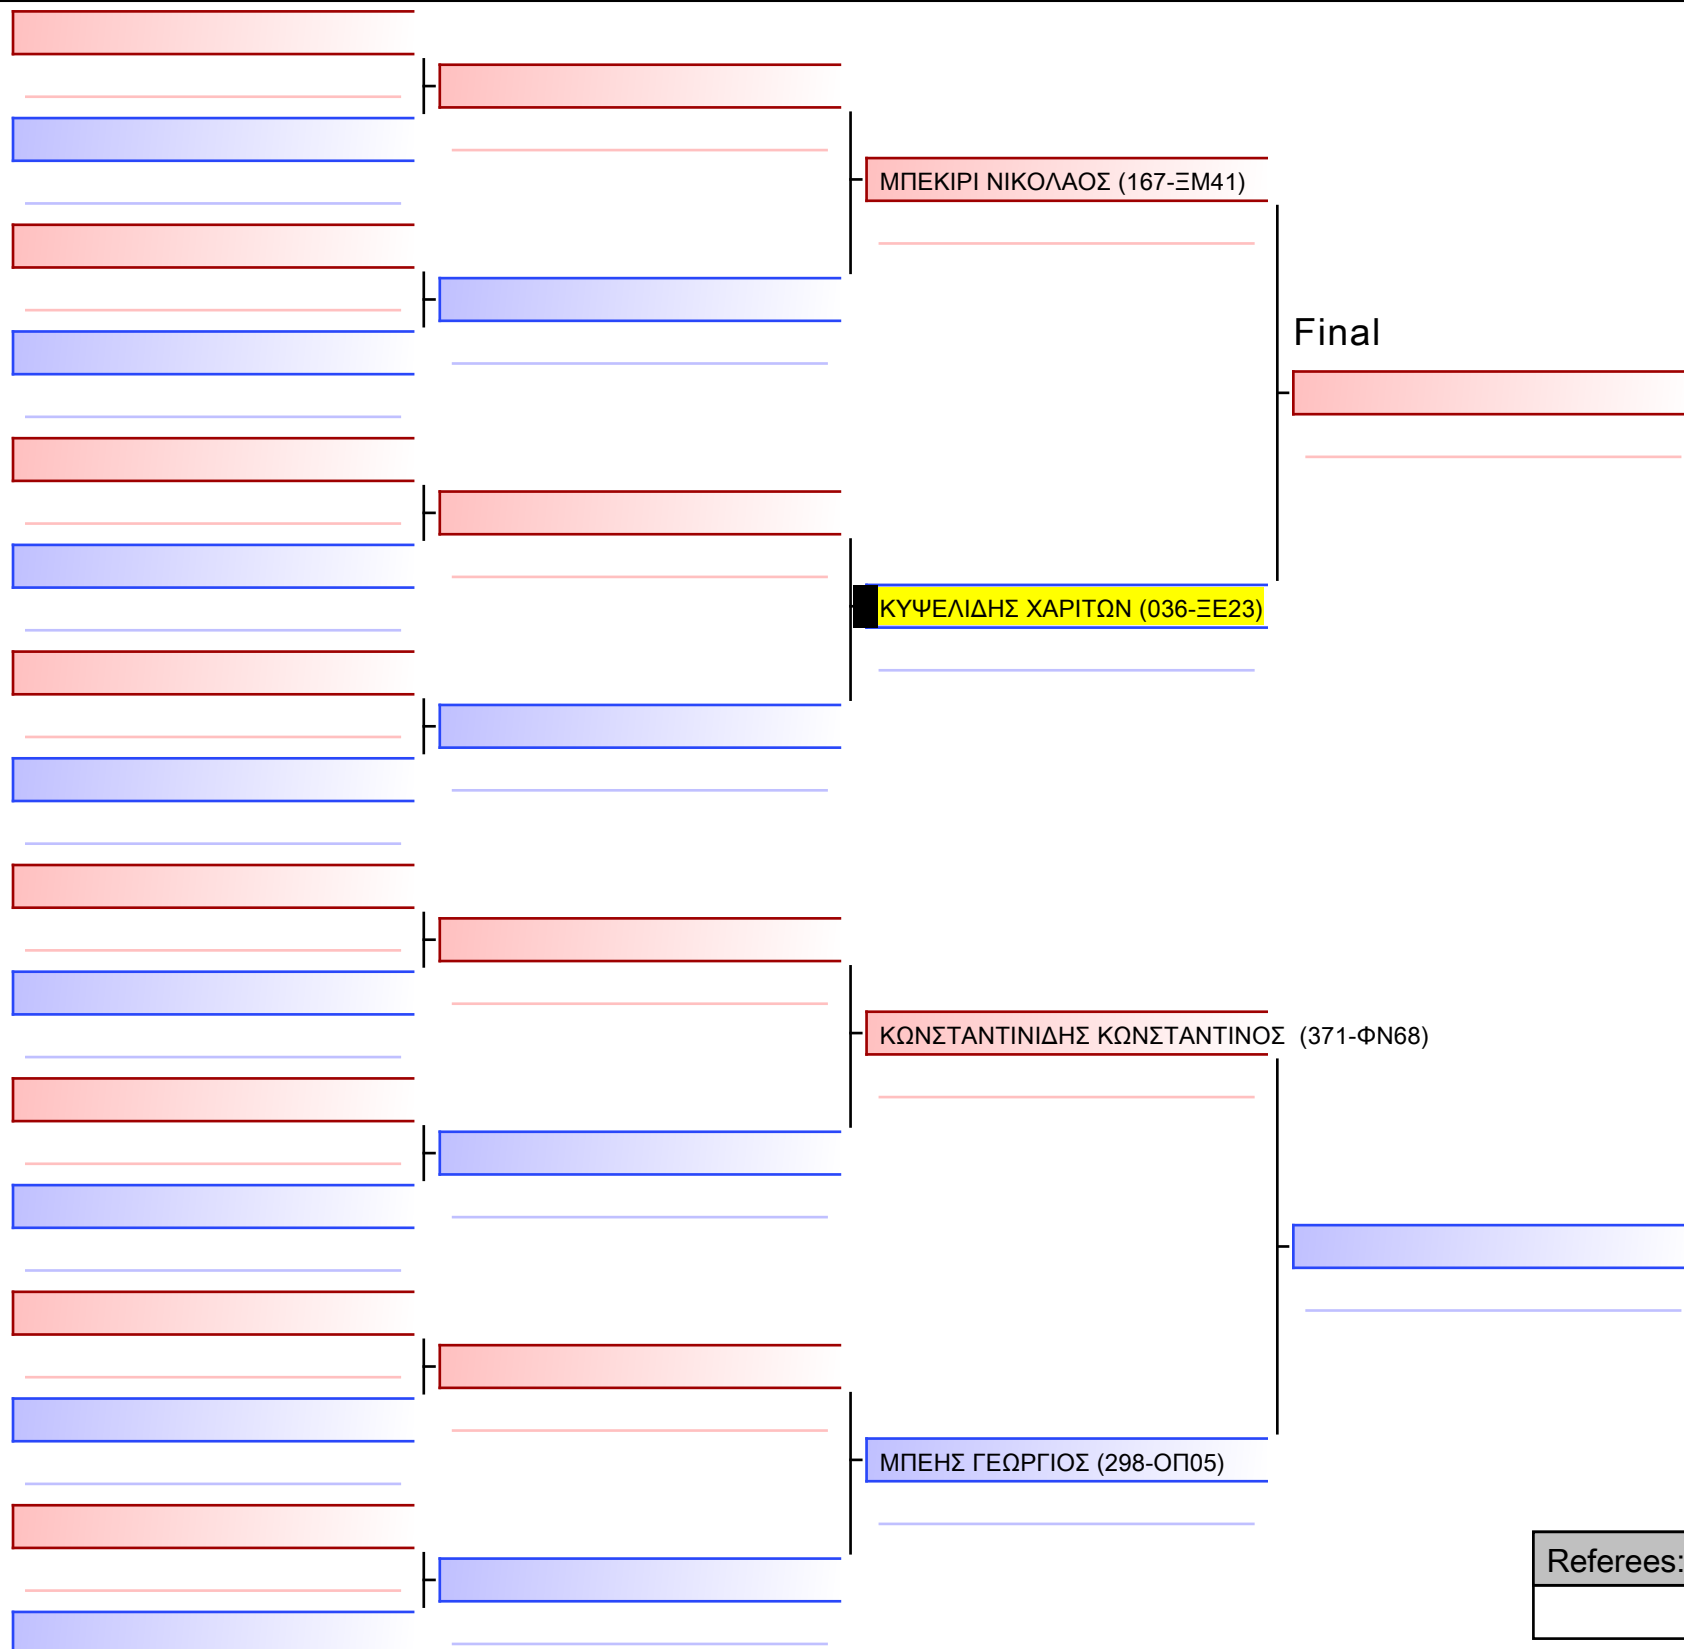 ΜΠΕΚΙΡΙ ΝΙΚΟΛΑΟΣ (167-ΞΜ41)
Final
ΚΥΨΕΛΙΔΗΣ ΧΑΡΙΤΩΝ (036-ΞΕ23)
ΚΩΝΣΤΑΝΤΙΝΙΔΗΣ ΚΩΝΣΤΑΝΤΙΝΟΣ (371-ΦΝ68)
ΜΠΕΗΣ ΓΕΩΡΓΙΟΣ (298-ΟΠ05)
Referees: